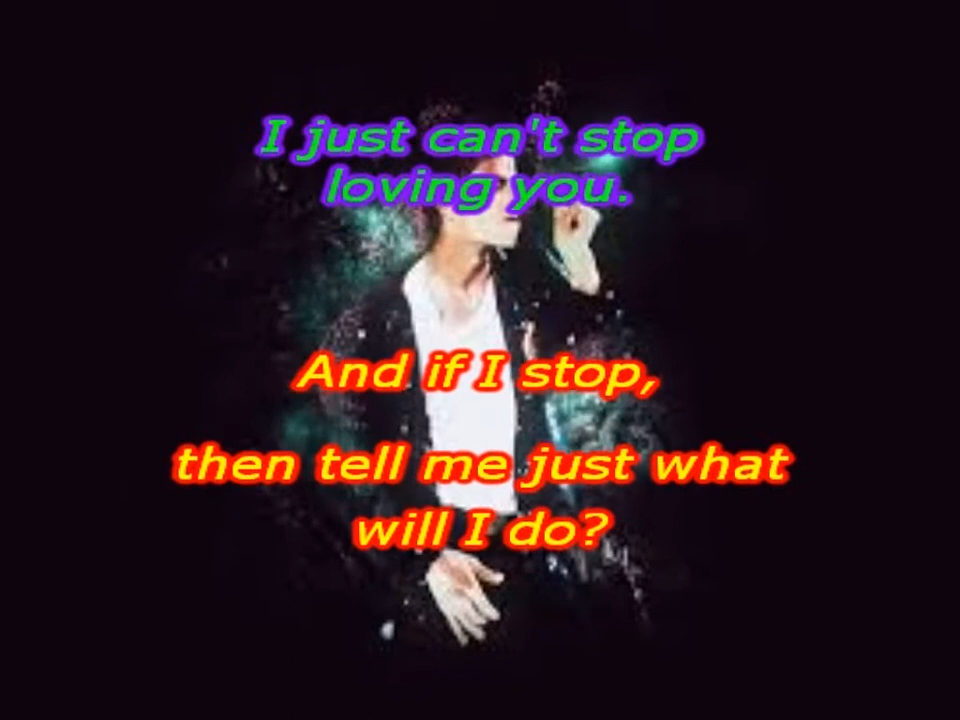 I just can't stop
loving you.
And if I stop,
then tell me just what
will I do?